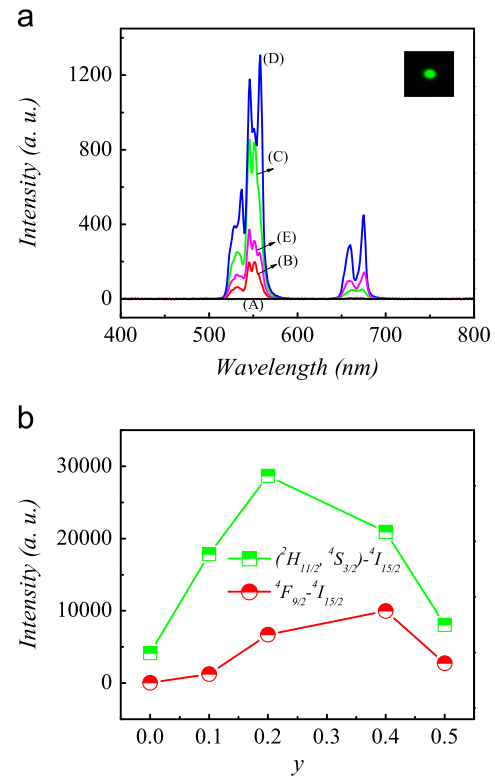 a
Intensity (a. u.)
1200
800
400
0
(D)
(C)
(E)
(B)
(A)
400 500 600 700 800
Wavelength (nm)
b
Intensity (a. u.)
30000
20000
10000
0
(²H₁₁/₂, ⁴S₃/₂)-⁴I₁₅/₂
⁴F₉/₂-⁴I₁₅/₂
0.0 0.1 0.2 0.3 0.4 0.5
y